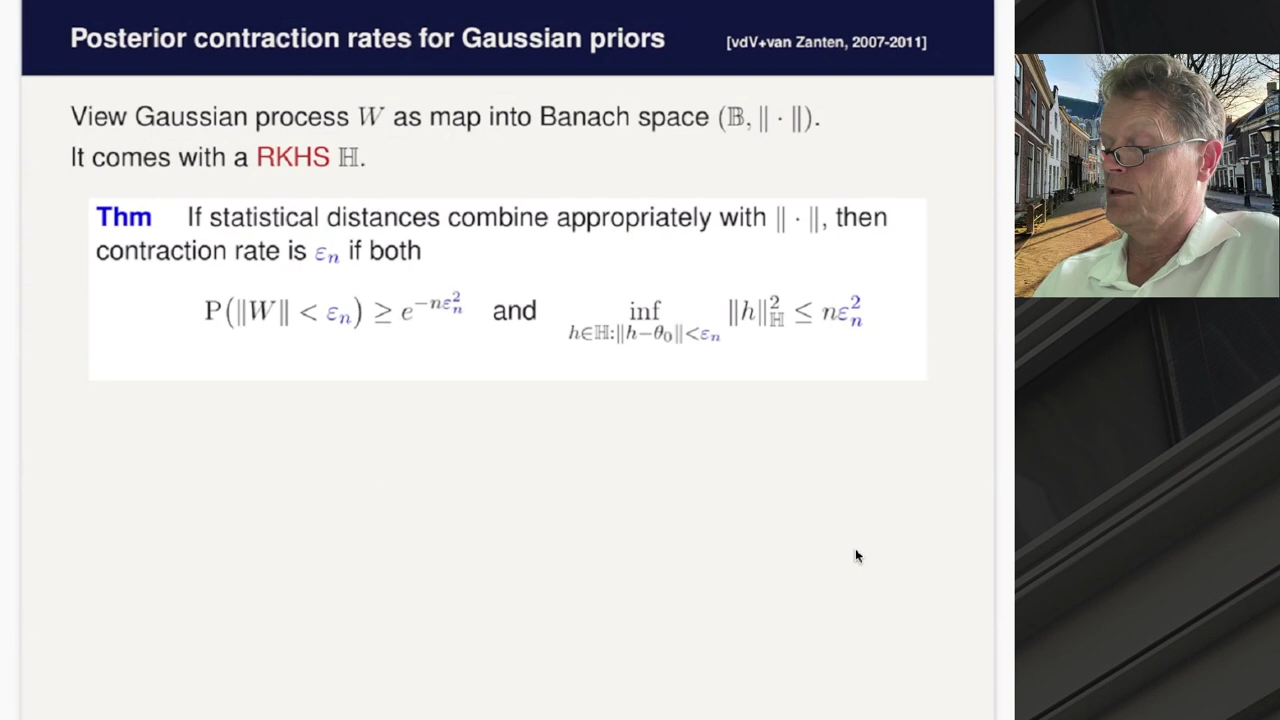 Posterior contraction rates for Gaussian priors [vdV+van Zanten, 2007-2011]
View Gaussian process W as map into Banach space (𝔹, ‖ · ‖).
It comes with a RKHS ℍ.
Thm If statistical distances combine appropriately with ‖ · ‖, then
contraction rate is εₙ if both
P(‖W‖ < εₙ) ≥ e^{−nεₙ²} and inf_{h∈ℍ:‖h−θ₀‖<εₙ} ‖h‖²_ℍ ≤ nεₙ²